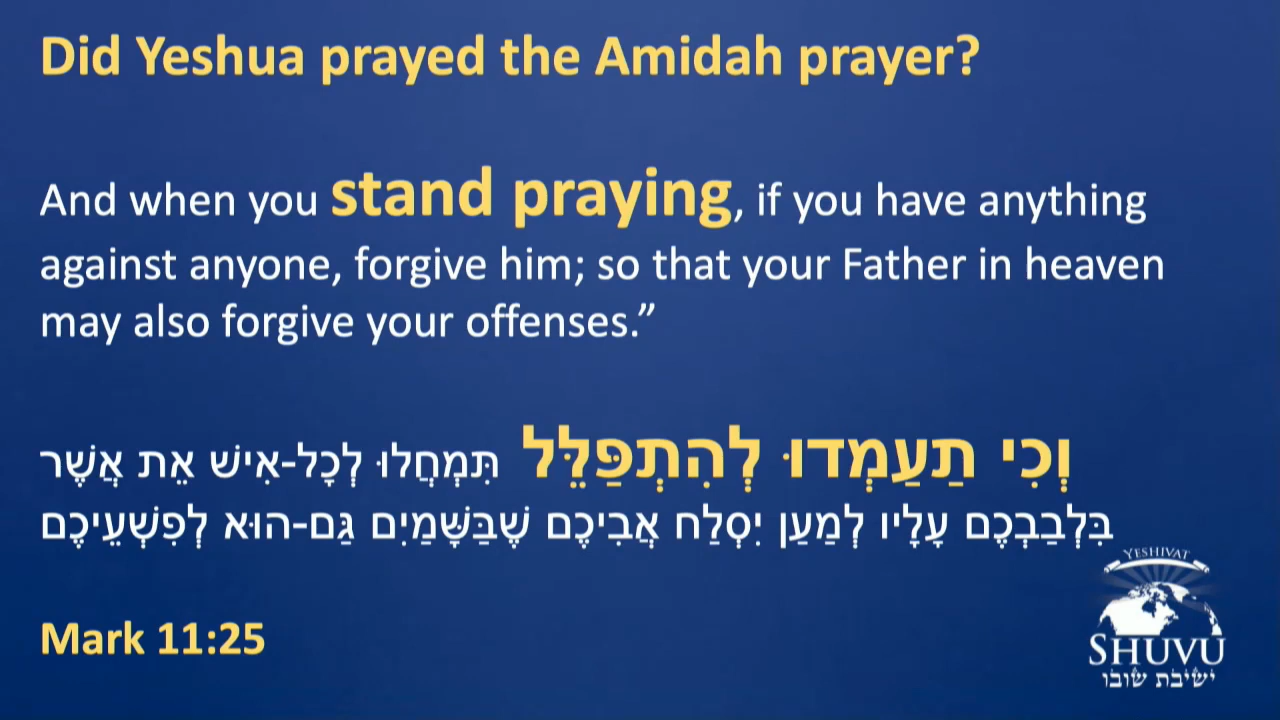 Did Yeshua prayed the Amidah prayer?
And when you stand praying, if you have anything
against anyone, forgive him; so that your Father in heaven
may also forgive your offenses.”
וְכִי תַעַמְדוּ לְהִתְפַּלֵּל תִּמְחֲלוּ לְכָל-אִישׁ אֵת אֲשֶׁר
בִּלְבַבְכֶם עָלָיו לְמַעַן יִסְלַח אֲבִיכֶם שֶׁבַּשָּׁמַיִם גַּם-הוּא לְפִשְׁעֵיכֶם
Mark 11:25
YESHIVAT
SHUVU
ישיבת שובו